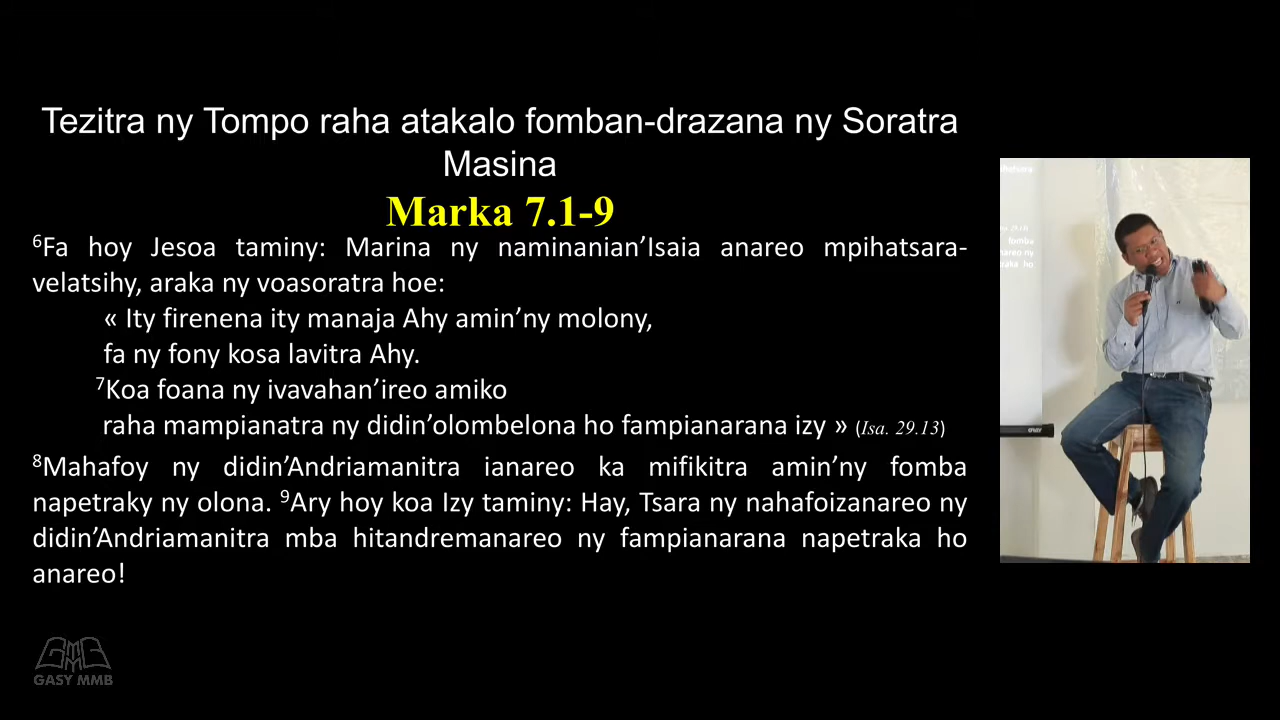 Tezitra ny Tompo raha atakalo fomban-drazana ny Soratra
Masina
Marka 7.1-9
⁶Fa hoy Jesoa taminy: Marina ny naminanian’Isaia anareo mpihatsara-
velatsihy, araka ny voasoratra hoe:
« Ity firenena ity manaja Ahy amin’ny molony,
fa ny fony kosa lavitra Ahy.
⁷Koa foana ny ivavahan’ireo amiko
raha mampianatra ny didin’olombelona ho fampianarana izy » (Isa. 29.13)
⁸Mahafoy ny didin’Andriamanitra ianareo ka mifikitra amin’ny fomba
napetraky ny olona. ⁹Ary hoy koa Izy taminy: Hay, Tsara ny nahafoizanareo ny
didin’Andriamanitra mba hitandremanareo ny fampianarana napetraka ho
anareo!
GASY MMB